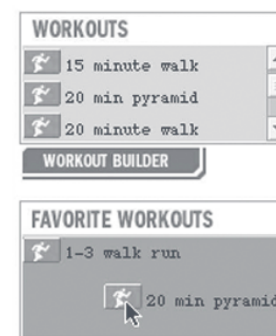 WORKOUTS
15 minute walk
20 min pyramid
20 minute walk
WORKOUT BUILDER
FAVORITE WORKOUTS
1-3 walk run
20 min pyramid